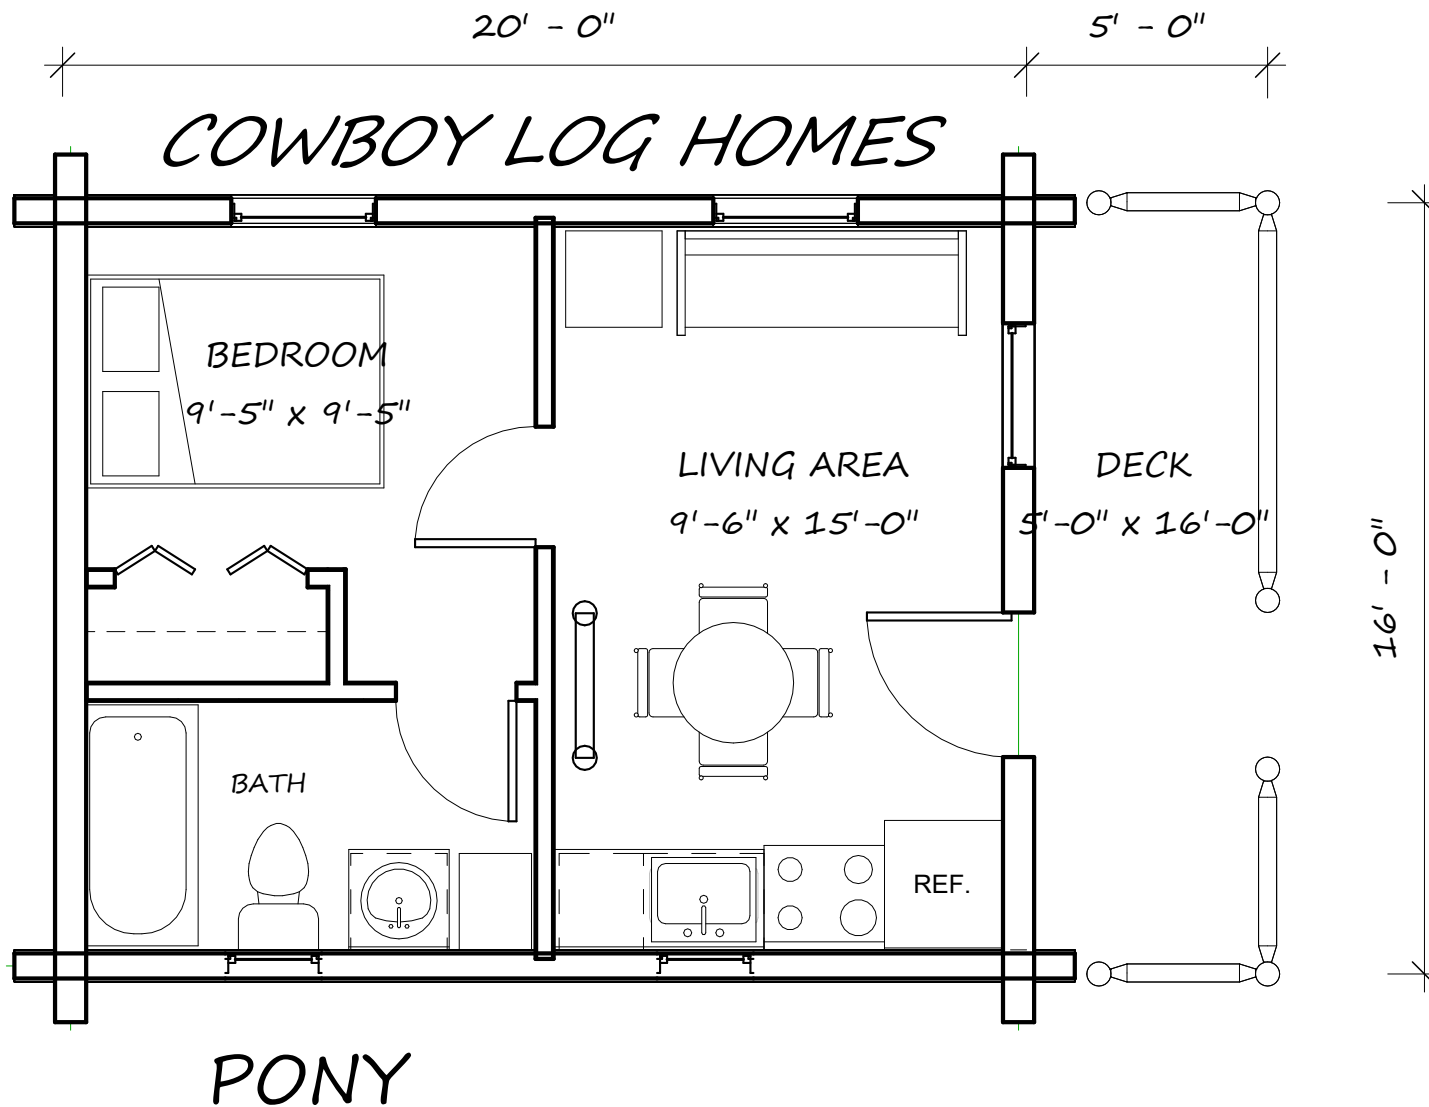 20' - 0"
5' - 0"
COWBOY LOG HOMES
BEDROOM
9'-5" x 9'-5"
LIVING AREA
9'-6" x 15'-0"
DECK
5'-0" x 16'-0"
16' - 0"
BATH
REF.
PONY